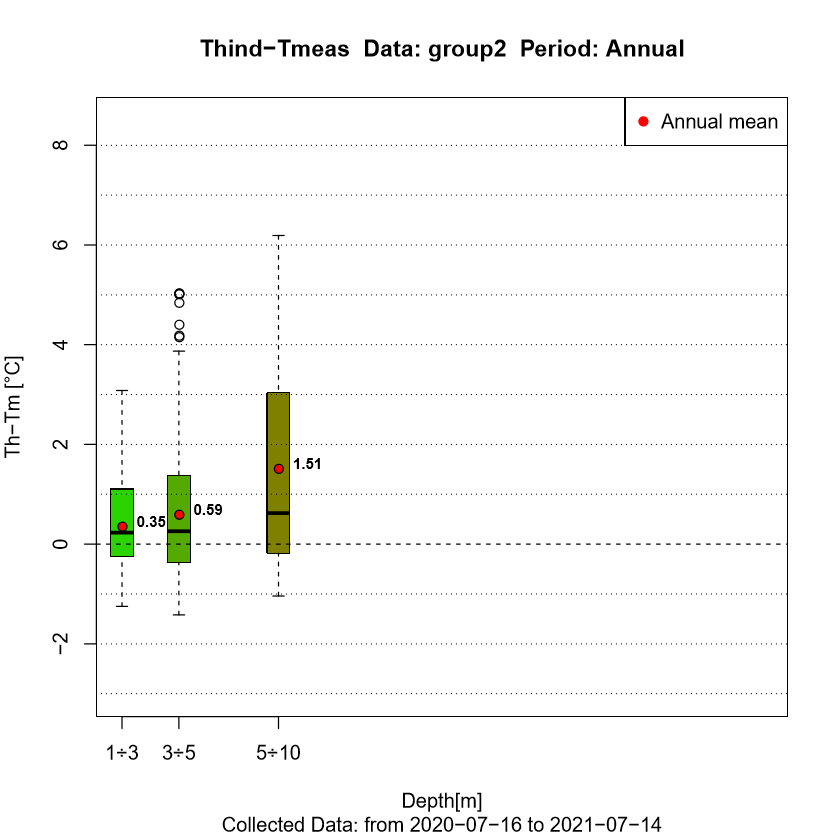 Thind−Tmeas  Data: group2  Period: Annual
Annual mean
8
6
4
2
0
−2
Th−Tm [°C]
0.35
0.59
1.51
1÷3
3÷5
5÷10
Depth[m]
Collected Data: from 2020−07−16 to 2021−07−14